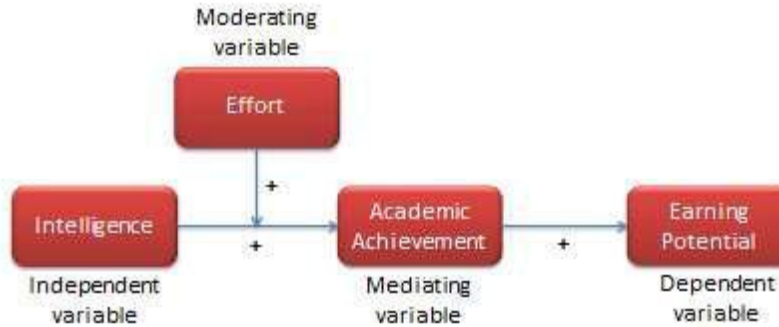 Moderating
variable
Effort
+
Intelligence
+
Academic
Achievement
+
Earning
Potential
Independent
variable
Mediating
variable
Dependent
variable